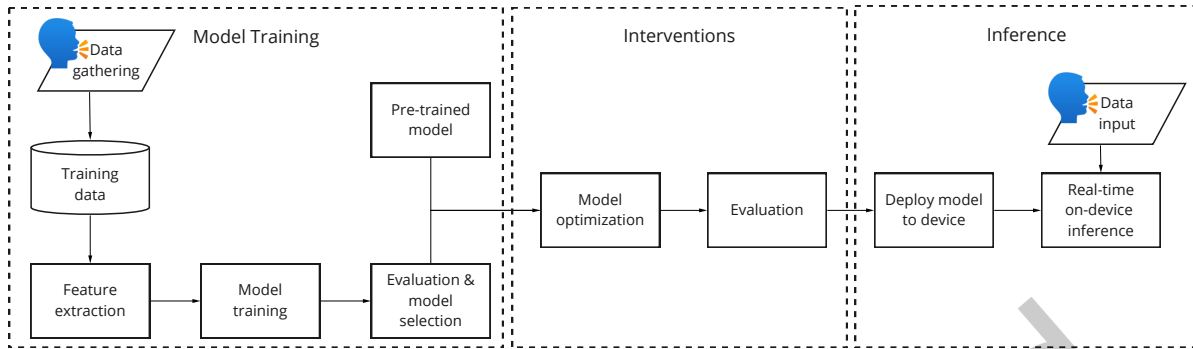 Model Training
Data
gathering
Training
data
Feature
extraction
Model
training
Evaluation &
model
selection
Pre-trained
model
Interventions
Model
optimization
Evaluation
Inference
Deploy model
to device
Data
input
Real-time
on-device
inference